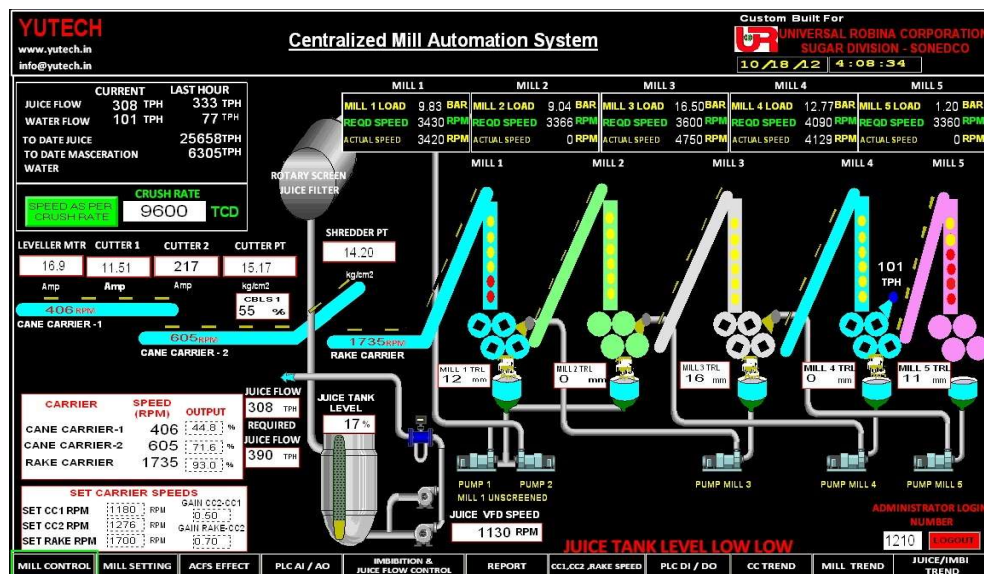 YUTECH
www.yutech.in
info@yutech.in
Centralized Mill Automation System
Custom Built For
UR UNIVERSAL ROBINA CORPORATION
SUGAR DIVISION - SONEDCO
10/18/12 4:08:34
CURRENT LAST HOUR
JUICE FLOW 308 TPH 333 TPH
WATER FLOW 101 TPH 77 TPH
TO DATE JUICE 25658TPH
TO DATE MASCERATION WATER 6305TPH
SPEED AS PER CRUSH RATE
CRUSH RATE
9600 TCD
MILL 1 MILL 2 MILL 3 MILL 4 MILL 5
MILL 1 LOAD 9.83 BAR MILL 2 LOAD 9.04 BAR MILL 3 LOAD 16.50 BAR MILL 4 LOAD 12.77 BAR MILL 5 LOAD 1.20 BAR
REQD SPEED 3430 RPM REQD SPEED 3366 RPM REQD SPEED 3600 RPM REQD SPEED 4090 RPM REQD SPEED 3360 RPM
ACTUAL SPEED 3420 RPM ACTUAL SPEED 0 RPM ACTUAL SPEED 4750 RPM ACTUAL SPEED 4129 RPM ACTUAL SPEED 0 RPM
MILL 1 MILL 2 MILL 3 MILL 4 MILL 5
ROTARY SCREEN
JUICE FILTER
LEVELLER MTR CUTTER 1 CUTTER 2 CUTTER PT SHREDDER PT
16.9 11.51 217 15.17 14.20
Amp Amp Amp kg/cm2 kg/cm2
CBLS 1
55 %
406 RPM
CANE CARRIER -1
605 RPM
CANE CARRIER - 2
1735 RPM
RAKE CARRIER
101
TPH
MILL 1 TRL
12 mm
MILL 2 TRL
0 mm
MILL 3 TRL
16 mm
MILL 4 TRL
0 mm
MILL 5 TRL
11 mm
CARRIER SPEED (RPM) OUTPUT
CANE CARRIER-1 406 44.8 %
CANE CARRIER-2 605 71.6 %
RAKE CARRIER 1735 93.0 %
JUICE FLOW
308 TPH
REQUIRED
JUICE FLOW
390 TPH
JUICE TANK
LEVEL
17 %
PUMP 1 PUMP 2 PUMP MILL 3 PUMP MILL 4 PUMP MILL 5
MILL 1 UNSCREENED
SET CARRIER SPEEDS
SET CC1 RPM 1180 RPM
GAIN CC2-CC1
0.50
SET CC2 RPM 1276 RPM
GAIN RAKE-CC2
SET RAKE RPM 1700 RPM 0.70
JUICE VFD SPEED
1130 RPM
JUICE TANK LEVEL LOW LOW
ADMINISTRATOR LOGIN
NUMBER
1210 LOGOUT
MILL CONTROL MILL SETTING ACFS EFFECT PLC AI / AO IMBIBITION & JUICE FLOW CONTROL REPORT CC1,CC2 ,RAKE SPEED PLC DI / DO CC TREND MILL TREND JUICE/IMBI TREND